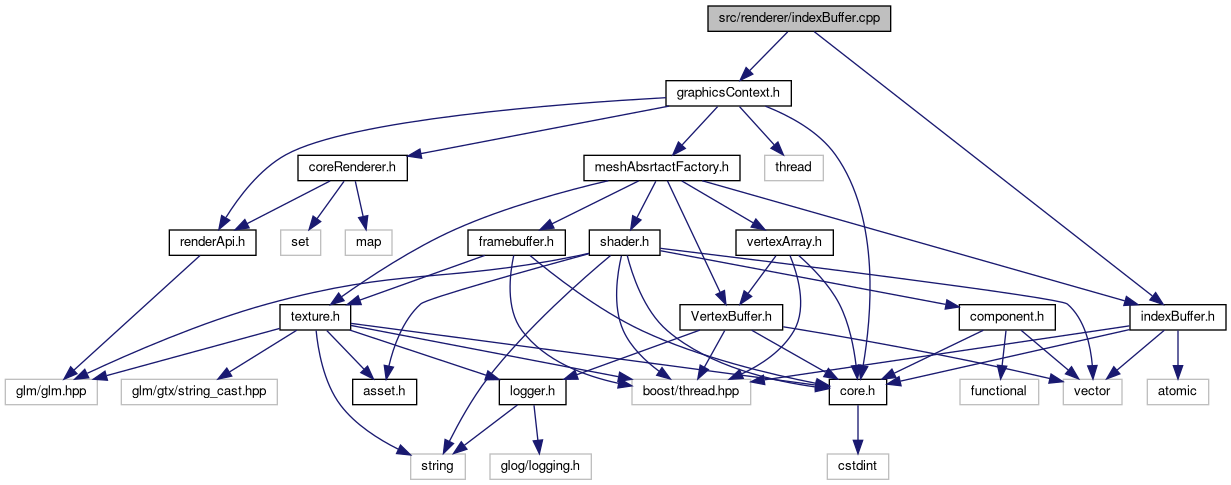 src/renderer/indexBuffer.cpp
graphicsContext.h
coreRenderer.h
meshAbsrtactFactory.h
thread
renderApi.h
set
map
framebuffer.h
shader.h
vertexArray.h
texture.h
VertexBuffer.h
component.h
indexBuffer.h
glm/glm.hpp
glm/gtx/string_cast.hpp
asset.h
logger.h
boost/thread.hpp
core.h
functional
vector
atomic
string
glog/logging.h
cstdint